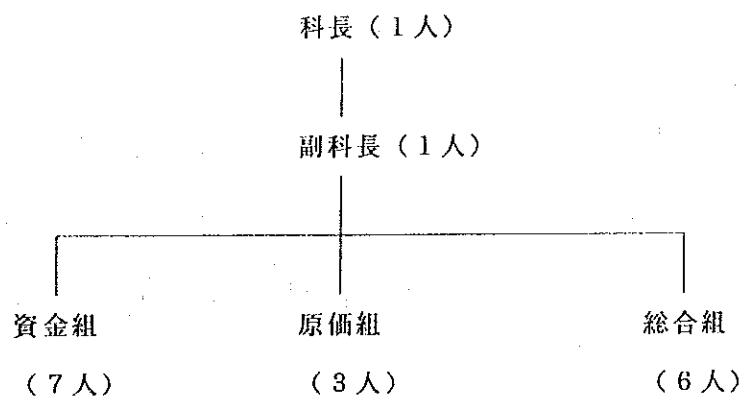 科長（1人）
副科長（1人）
資金組 原価組 総合組
（7人） （3人） （6人）